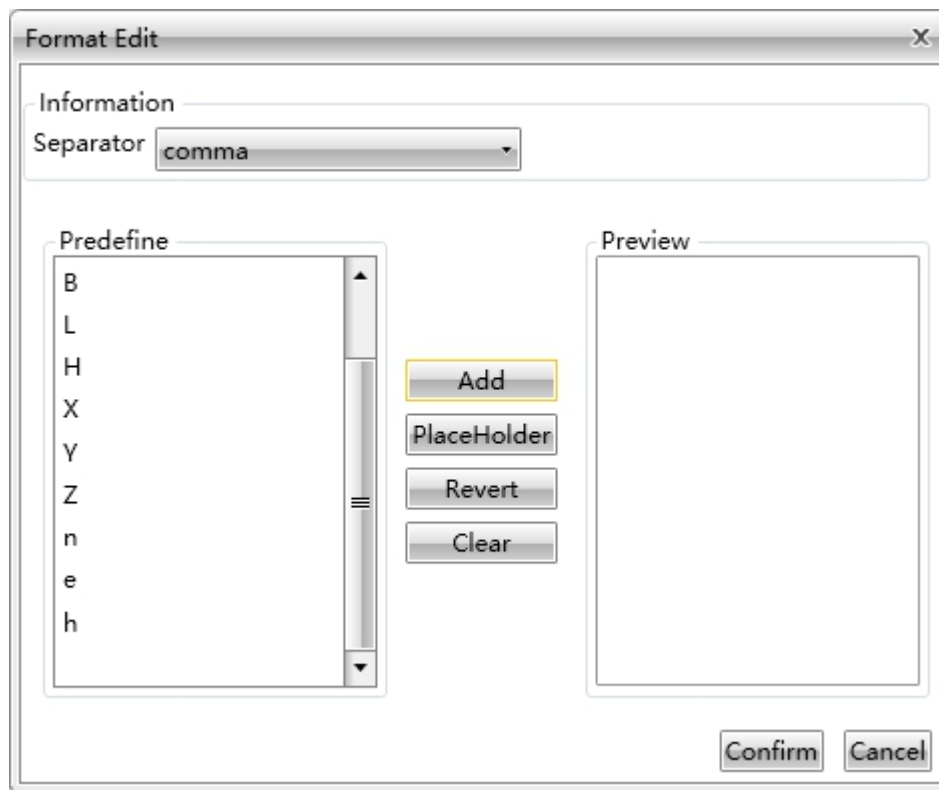 Format Edit
x
Information
Separator comma
Predefine
B
L
H
X
Y
Z
n
e
h
Add
PlaceHolder
Revert
Clear
Preview
Confirm Cancel